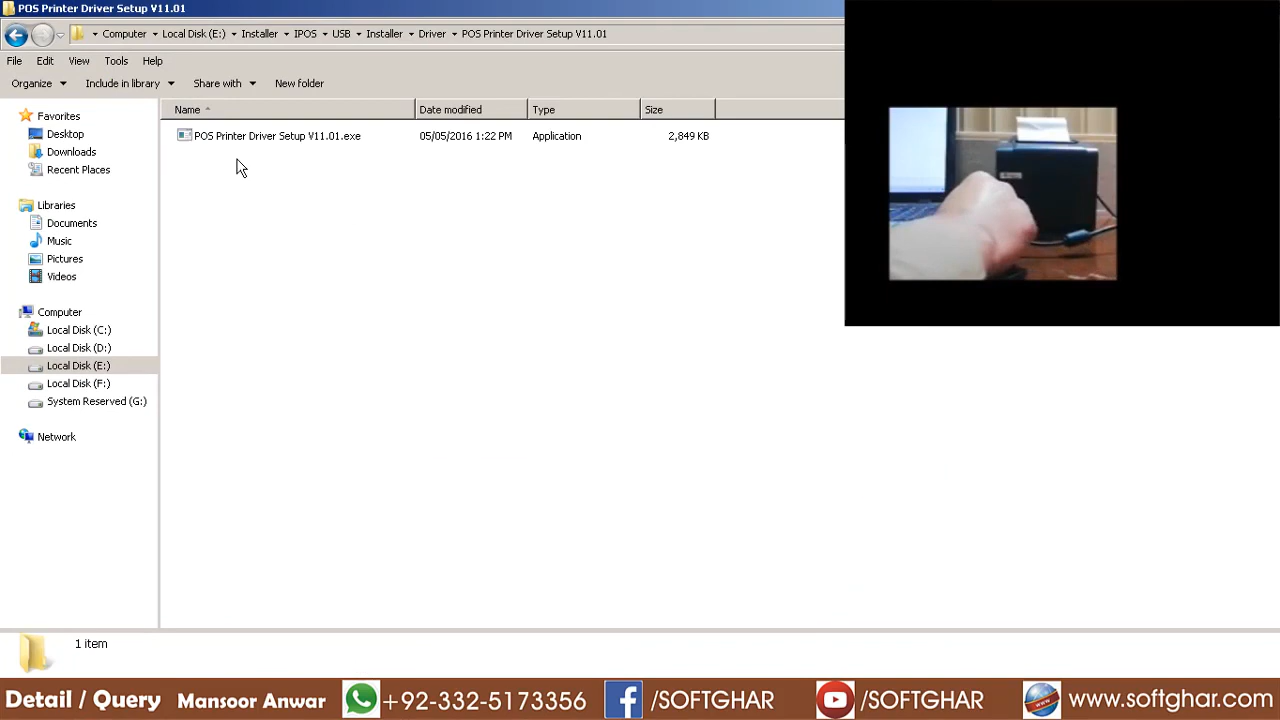 POS Printer Driver Setup V11.01
Computer Local Disk (E:) Installer IPOS USB Installer Driver POS Printer Driver Setup V11.01
File Edit View Tools Help
Organize Include in library Share with New folder
Name Date modified Type Size
POS Printer Driver Setup V11.01.exe 05/05/2016 1:22 PM Application 2,849 KB
Favorites
Desktop
Downloads
Recent Places
Libraries
Documents
Music
Pictures
Videos
Computer
Local Disk (C:)
Local Disk (D:)
Local Disk (E:)
Local Disk (F:)
System Reserved (G:)
Network
1 item
Detail / Query Mansoor Anwar +92-332-5173356 /SOFTGHAR /SOFTGHAR www.softghar.com